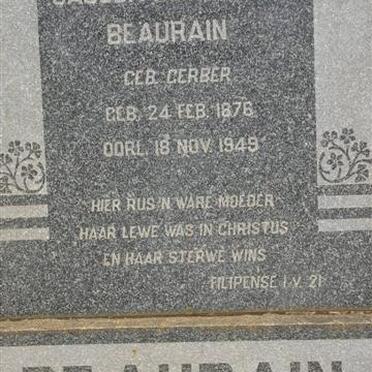 BEAURAIN
GEB. GERBER
GEB. 24 FEB. 1876
OORL. 18 NOV. 1949
HIER RUS 'N WARE MOEDER
HAAR LEWE WAS IN CHRISTUS
EN HAAR STERWE WINS
FILIPENSE I V. 21
BEAURAIN